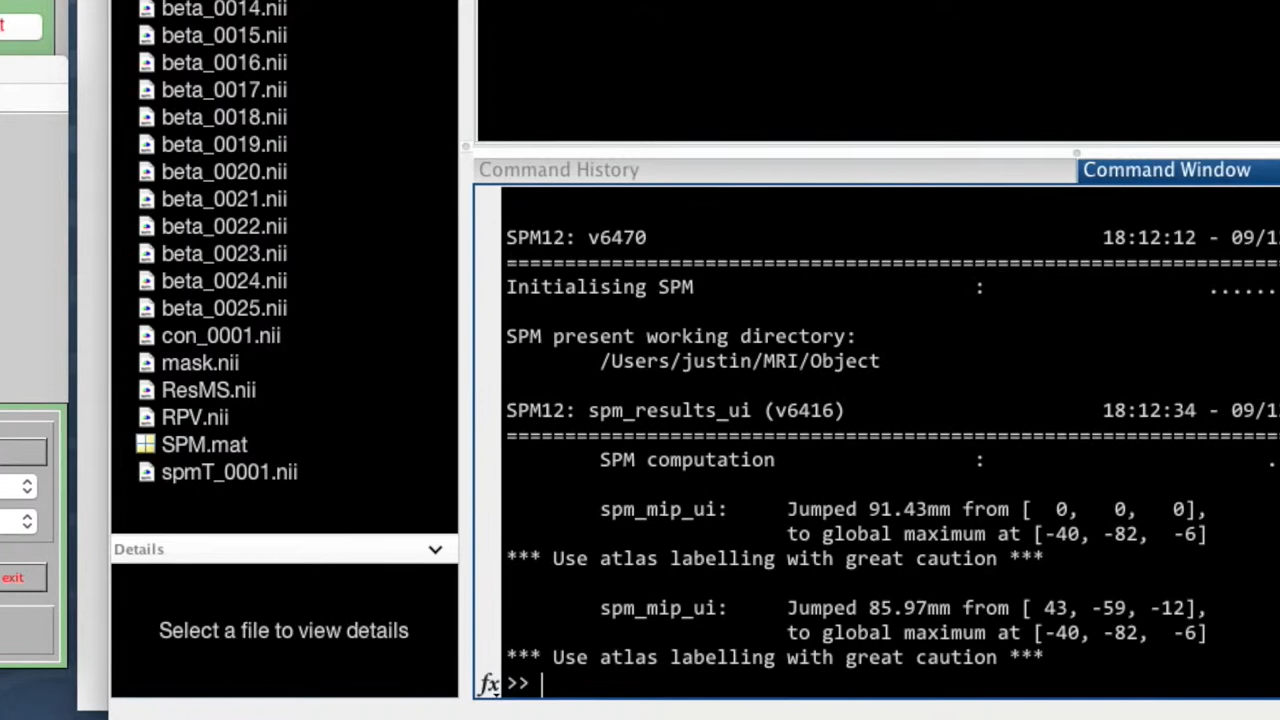 t
beta_0014.nii
beta_0015.nii
beta_0016.nii
beta_0017.nii
beta_0018.nii
beta_0019.nii
beta_0020.nii
beta_0021.nii
beta_0022.nii
beta_0023.nii
beta_0024.nii
beta_0025.nii
con_0001.nii
mask.nii
ResMS.nii
RPV.nii
SPM.mat
spmT_0001.nii
exit
Details
Select a file to view details
Command History
Command Window
SPM12: v6470 18:12:12 - 09/1
========================================================================
Initialising SPM : ......
SPM present working directory:
/Users/justin/MRI/Object
SPM12: spm_results_ui (v6416) 18:12:34 - 09/1
========================================================================
SPM computation : .
spm_mip_ui: Jumped 91.43mm from [ 0, 0, 0],
to global maximum at [-40, -82, -6]
*** Use atlas labelling with great caution ***
spm_mip_ui: Jumped 85.97mm from [ 43, -59, -12],
to global maximum at [-40, -82, -6]
*** Use atlas labelling with great caution ***
fx >>